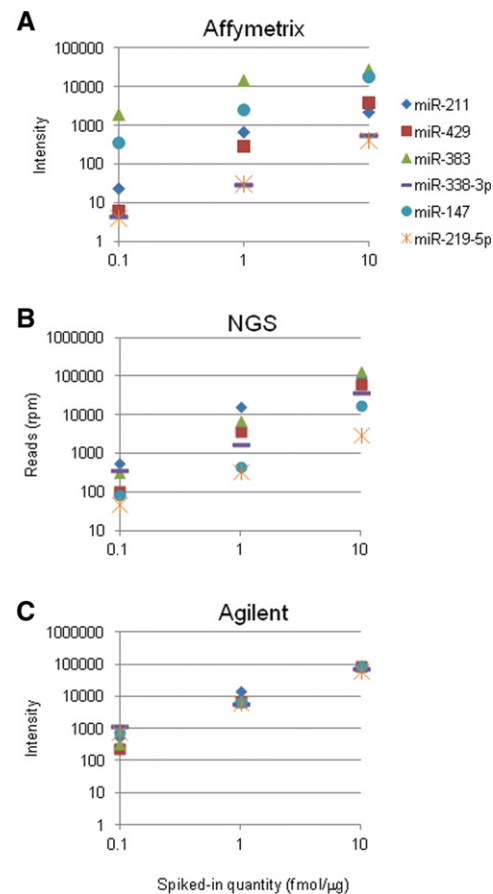 A
Affymetrix
100000
10000
1000
100
10
1
Intensity
0.1
1
10
miR-211
miR-429
miR-383
miR-338-3p
miR-147
miR-219-5p
B
NGS
1000000
100000
10000
1000
100
10
Reads (rpm)
0.1
1
10
C
Agilent
1000000
100000
10000
1000
100
10
1
Intensity
0.1
1
10
Spiked-in quantity (fmol/µg)